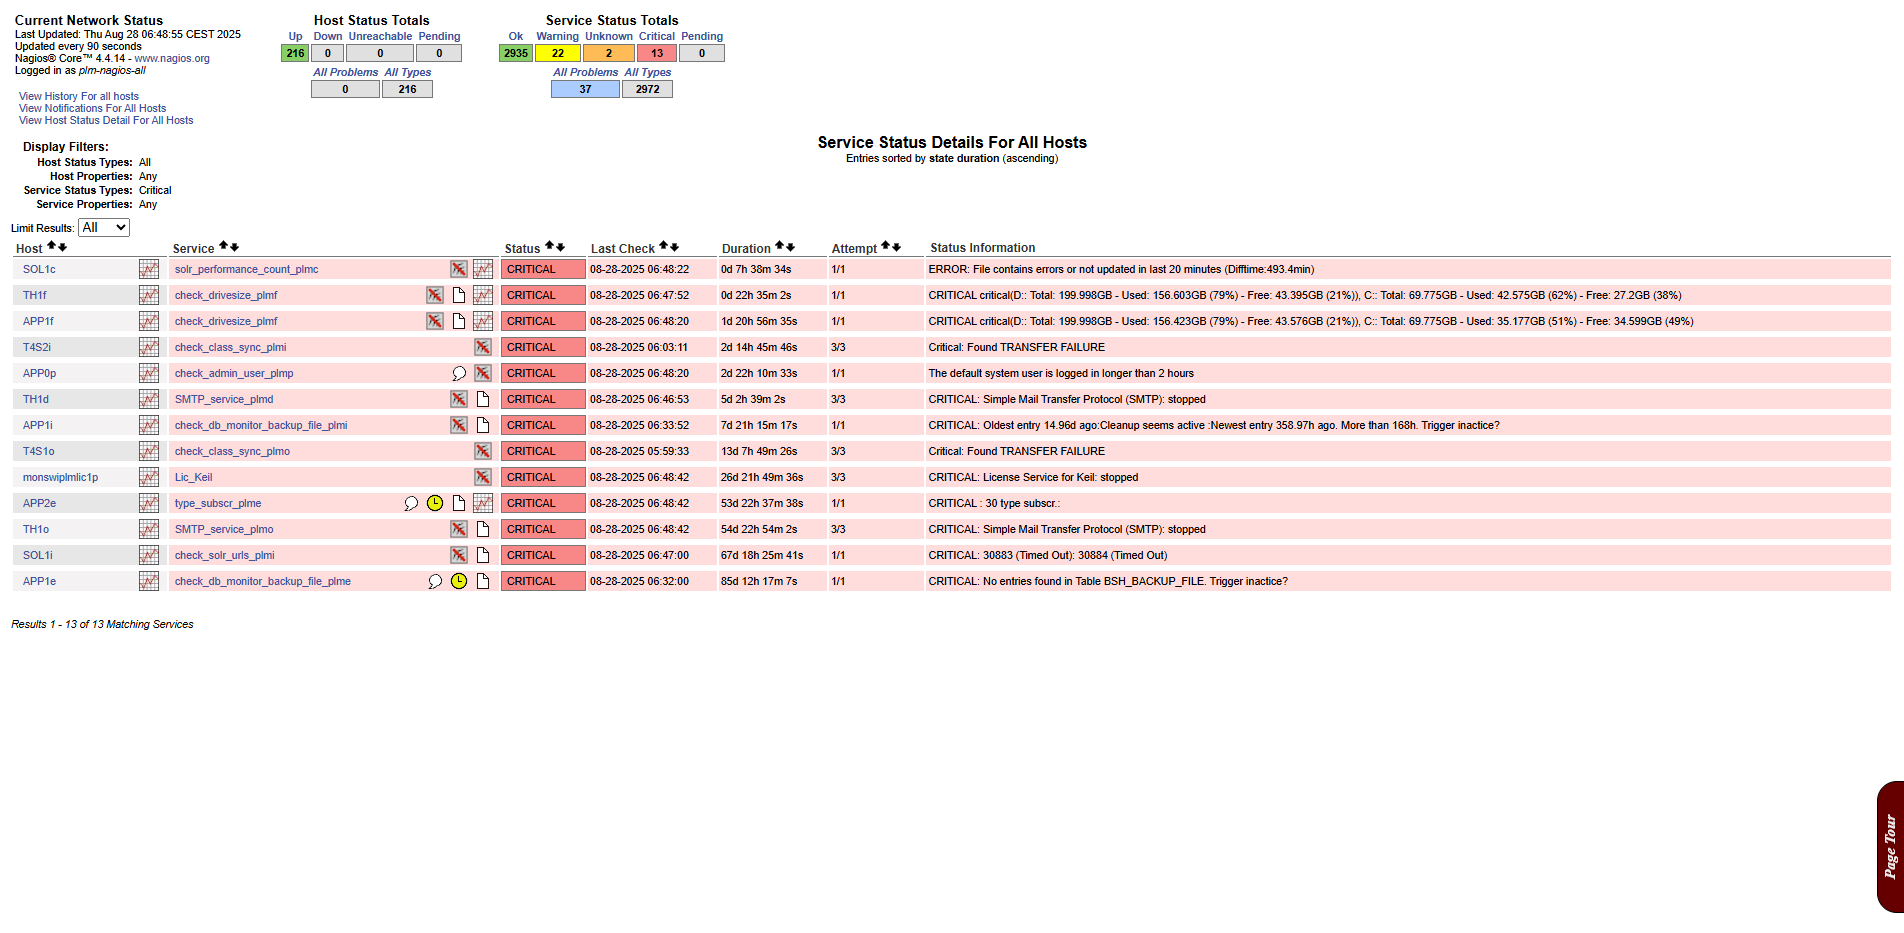 Current Network Status
Last Updated: Thu Aug 28 06:48:55 CEST 2025
Updated every 90 seconds
Nagios® Core™ 4.4.14 - www.nagios.org
Logged in as plm-nagios-all
View History For all hosts
View Notifications For All Hosts
View Host Status Detail For All Hosts
Host Status Totals
Up Down Unreachable Pending
216 0 0 0
All Problems All Types
0 216
Service Status Totals
Ok Warning Unknown Critical Pending
2935 22 2 13 0
All Problems All Types
37 2972
Display Filters:
Host Status Types: All
Host Properties: Any
Service Status Types: Critical
Service Properties: Any
Service Status Details For All Hosts
Entries sorted by state duration (ascending)
Limit Results: All
Host Service Status Last Check Duration Attempt Status Information
SOL1c solr_performance_count_plmc CRITICAL 08-28-2025 06:48:22 0d 7h 38m 34s 1/1 ERROR: File contains errors or not updated in last 20 minutes (Difftime:493.4min)
TH1f check_drivesize_plmf CRITICAL 08-28-2025 06:47:52 0d 22h 35m 2s 1/1 CRITICAL critical(D:: Total: 199.998GB - Used: 156.603GB (79%) - Free: 43.395GB (21%)), C:: Total: 69.775GB - Used: 42.575GB (62%) - Free: 27.2GB (38%)
APP1f check_drivesize_plmf CRITICAL 08-28-2025 06:48:20 1d 20h 56m 35s 1/1 CRITICAL critical(D:: Total: 199.998GB - Used: 156.423GB (79%) - Free: 43.576GB (21%)), C:: Total: 69.775GB - Used: 35.177GB (51%) - Free: 34.599GB (49%)
T4S2i check_class_sync_plmi CRITICAL 08-28-2025 06:03:11 2d 14h 45m 46s 3/3 Critical: Found TRANSFER FAILURE
APP0p check_admin_user_plmp CRITICAL 08-28-2025 06:48:20 2d 22h 10m 33s 1/1 The default system user is logged in longer than 2 hours
TH1d SMTP_service_plmd CRITICAL 08-28-2025 06:46:53 5d 2h 39m 2s 3/3 CRITICAL: Simple Mail Transfer Protocol (SMTP): stopped
APP1i check_db_monitor_backup_file_plmi CRITICAL 08-28-2025 06:33:52 7d 21h 15m 17s 1/1 CRITICAL: Oldest entry 14.96d ago:Cleanup seems active :Newest entry 358.97h ago. More than 168h. Trigger inactice?
T4S1o check_class_sync_plmo CRITICAL 08-28-2025 05:59:33 13d 7h 49m 26s 3/3 Critical: Found TRANSFER FAILURE
monswiplmlic1p Lic_Keil CRITICAL 08-28-2025 06:48:42 26d 21h 49m 36s 3/3 CRITICAL: License Service for Keil: stopped
APP2e type_subscr_plme CRITICAL 08-28-2025 06:48:42 53d 22h 37m 38s 1/1 CRITICAL : 30 type subscr.:
TH1o SMTP_service_plmo CRITICAL 08-28-2025 06:48:42 54d 22h 54m 2s 3/3 CRITICAL: Simple Mail Transfer Protocol (SMTP): stopped
SOL1i check_solr_urls_plmi CRITICAL 08-28-2025 06:47:00 67d 18h 25m 41s 1/1 CRITICAL: 30883 (Timed Out): 30884 (Timed Out)
APP1e check_db_monitor_backup_file_plme CRITICAL 08-28-2025 06:32:00 85d 12h 17m 7s 1/1 CRITICAL: No entries found in Table BSH_BACKUP_FILE. Trigger inactice?
Results 1 - 13 of 13 Matching Services
Page Tour